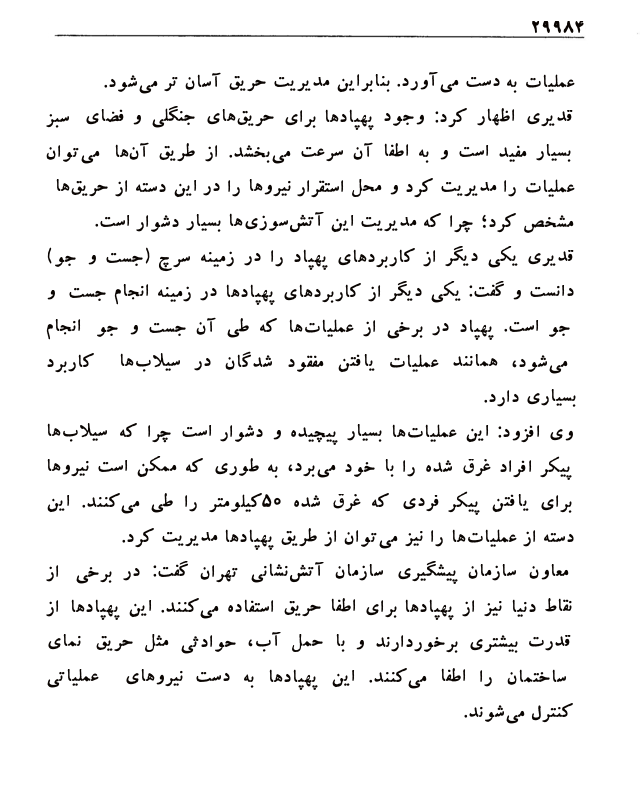 ۲۹۹۸۴
عملیات به دست می‌آورد. بنابراین مدیریت حریق آسان تر می‌شود.
قدیری اظهار کرد: وجود پهپادها برای حریق‌های جنگلی و فضای سبز
بسیار مفید است و به اطفا آن سرعت می‌بخشد. از طریق آن‌ها می‌توان
عملیات را مدیریت کرد و محل استقرار نیروها را در این دسته از حریق‌ها
مشخص کرد؛ چرا که مدیریت این آتش‌سوزی‌ها بسیار دشوار است.
قدیری یکی دیگر از کاربردهای پهپاد را در زمینه سرچ (جست و جو)
دانست و گفت: یکی دیگر از کاربردهای پهپادها در زمینه انجام جست و
جو است. پهپاد در برخی از عملیات‌ها که طی آن جست و جو انجام
می‌شود، همانند عملیات یافتن مفقود شدگان در سیلاب‌ها کاربرد
بسیاری دارد.
وی افزود: این عملیات‌ها بسیار پیچیده و دشوار است چرا که سیلاب‌ها
پیکر افراد غرق شده را با خود می‌برد، به طوری که ممکن است نیروها
برای یافتن پیکر فردی که غرق شده ۵۰کیلومتر را طی می‌کنند. این
دسته از عملیات‌ها را نیز می‌توان از طریق پهپادها مدیریت کرد.
معاون سازمان پیشگیری سازمان آتش‌نشانی تهران گفت: در برخی از
نقاط دنیا نیز از پهپادها برای اطفا حریق استفاده می‌کنند. این پهپادها از
قدرت بیشتری برخوردارند و با حمل آب، حوادثی مثل حریق نمای
ساختمان را اطفا می‌کنند. این پهپادها به دست نیروهای عملیاتی
کنترل می‌شوند.